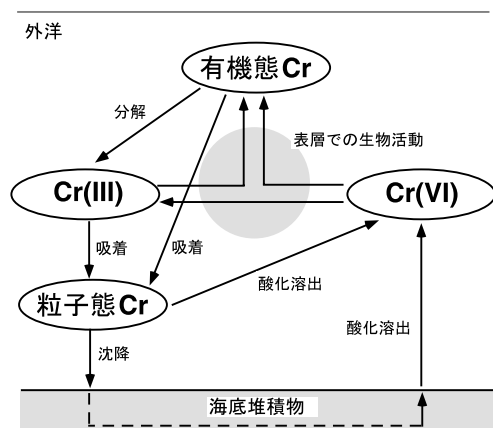 外洋
有機態Cr
分解
表層での生物活動
Cr(III)
Cr(VI)
吸着
吸着
酸化溶出
粒子態Cr
酸化溶出
沈降
海底堆積物